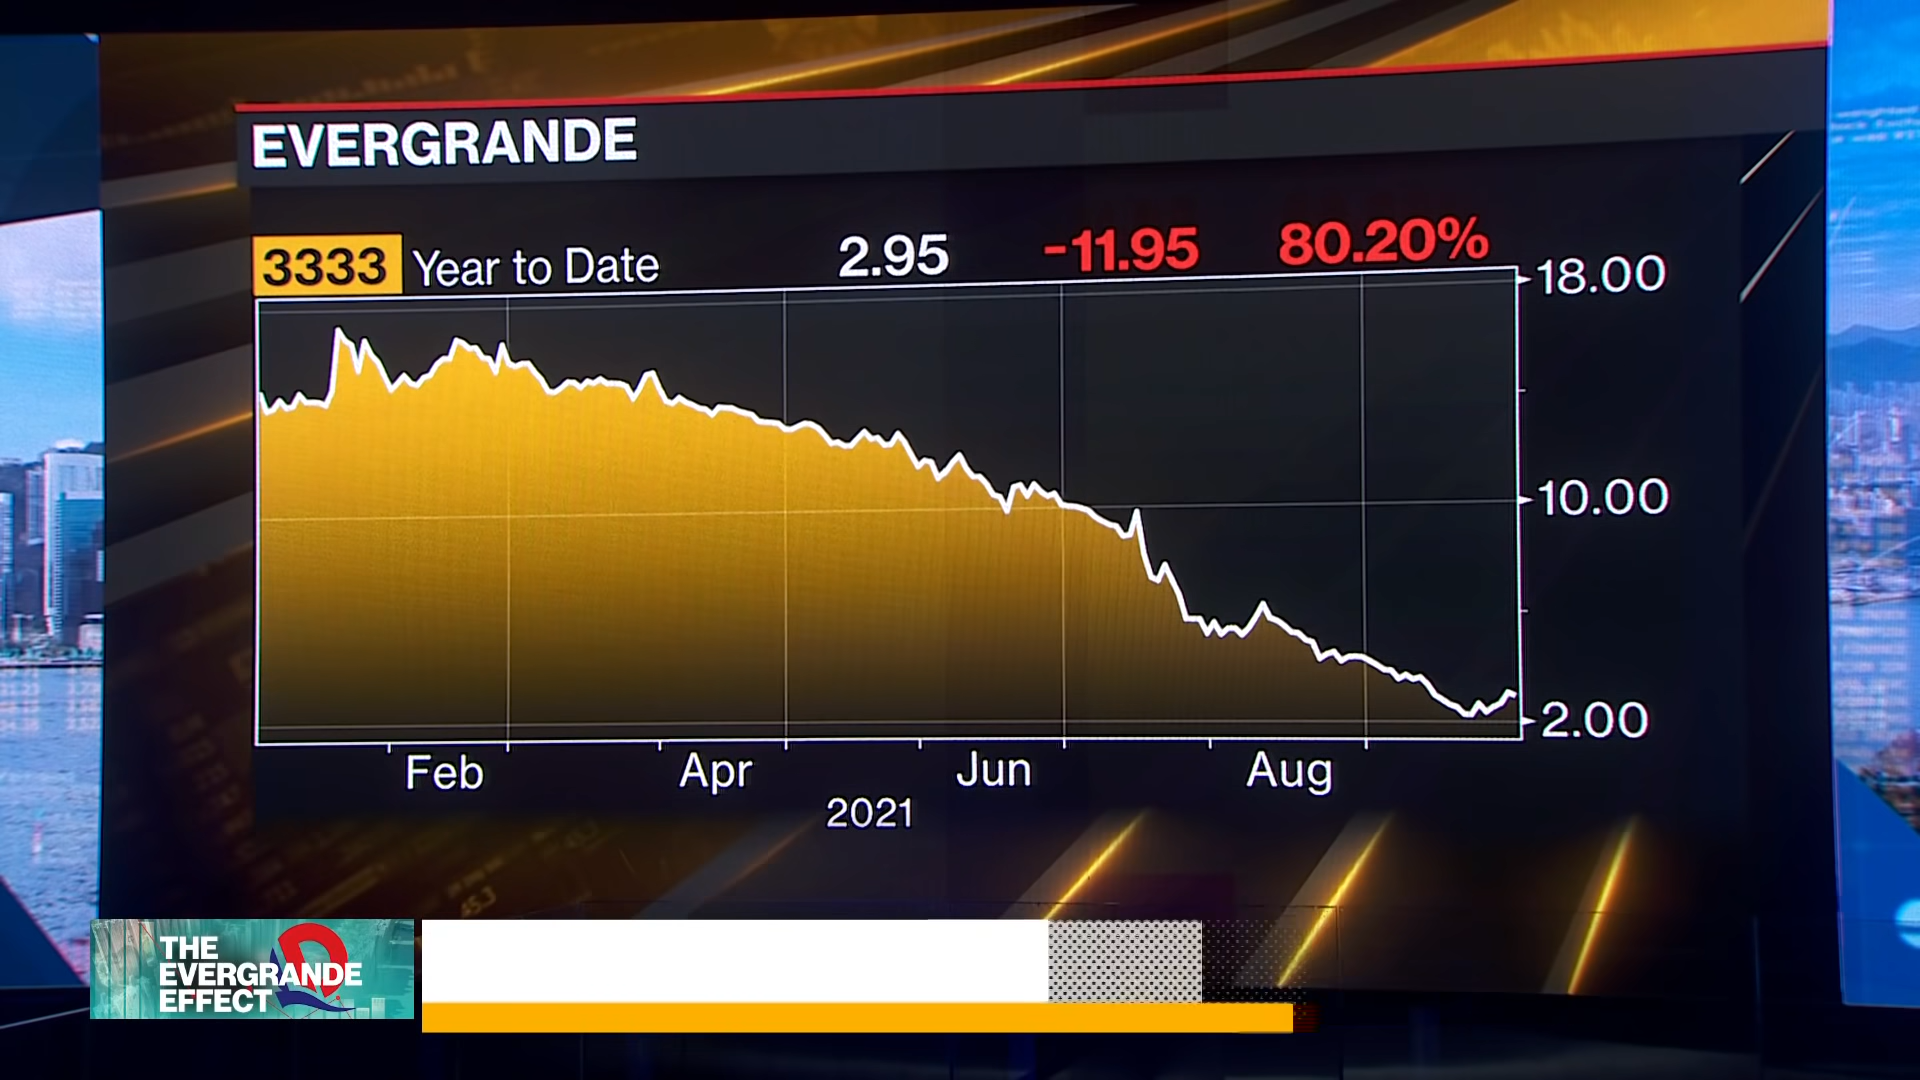 EVERGRANDE
3333 Year to Date 2.95 -11.95 80.20%
18.00
10.00
2.00
Feb Apr Jun Aug
2021
THE
EVERGRANDE
EFFECT